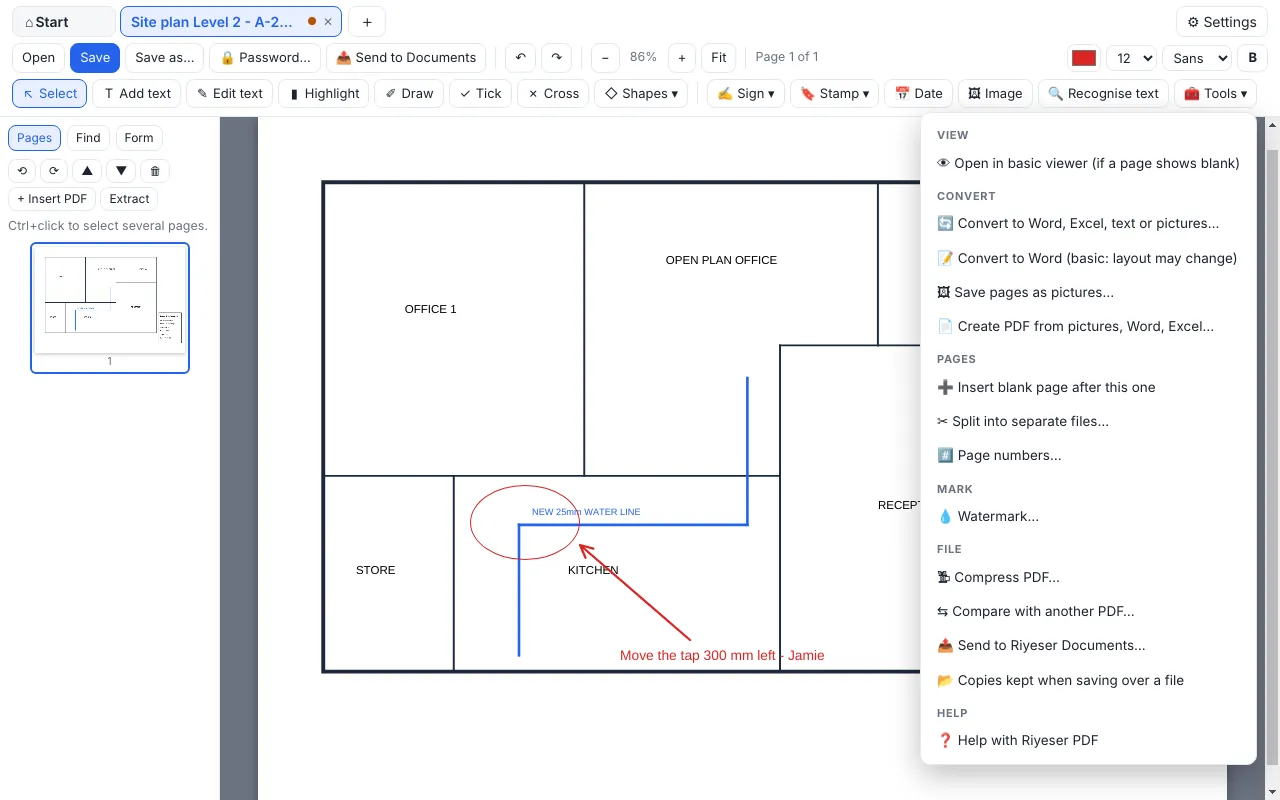 Start
Site plan Level 2 - A-2... ×
+
Settings
Open
Save
Save as...
Password...
Send to Documents
86%
Fit
Page 1 of 1
12
Sans
B
Select
T Add text
Edit text
Highlight
Draw
Tick
Cross
Shapes
Sign
Stamp
Date
Image
Recognise text
Tools
Pages
Find
Form
+ Insert PDF
Extract
Ctrl+click to select several pages.
1
OFFICE 1
OPEN PLAN OFFICE
RECEPT
NEW 25mm WATER LINE
STORE
KITCHEN
Move the tap 300 mm left - Jamie
VIEW
Open in basic viewer (if a page shows blank)
CONVERT
Convert to Word, Excel, text or pictures...
Convert to Word (basic: layout may change)
Save pages as pictures...
Create PDF from pictures, Word, Excel...
PAGES
Insert blank page after this one
Split into separate files...
Page numbers...
MARK
Watermark...
FILE
Compress PDF...
Compare with another PDF...
Send to Riyeser Documents...
Copies kept when saving over a file
HELP
Help with Riyeser PDF